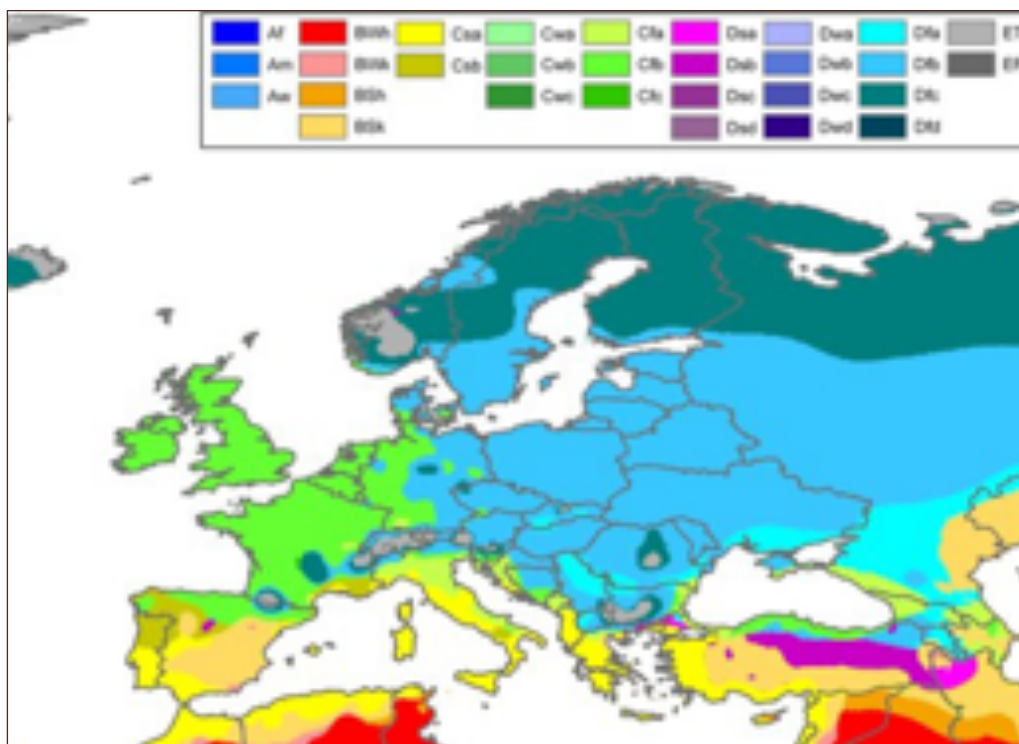 Af BWh Csa Cwa Cfa Dsa Dwa Dfa ET
Am BWk Csb Cwb Cfb Dsb Dwb Dfb EF
Aw BSh Cwc Cfc Dsc Dwc Dfc
BSk Dsd Dwd Dfd